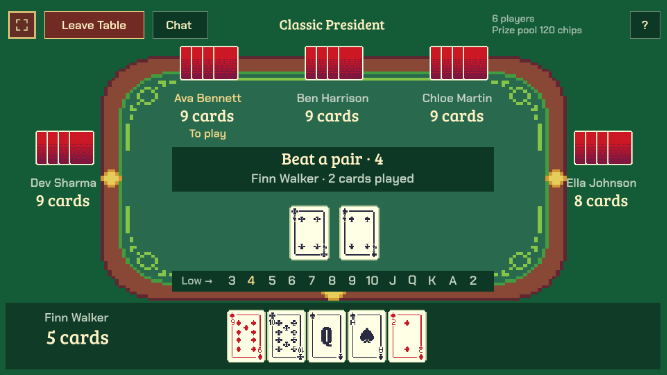 Leave Table
Chat
Classic President
6 players
Prize pool 120 chips
?
Ava Bennett
9 cards
To play
Ben Harrison
9 cards
Chloe Martin
9 cards
Dev Sharma
9 cards
Ella Johnson
8 cards
Beat a pair · 4
Finn Walker · 2 cards played
Low → 3 4 5 6 7 8 9 10 J Q K A 2
Finn Walker
5 cards
Q